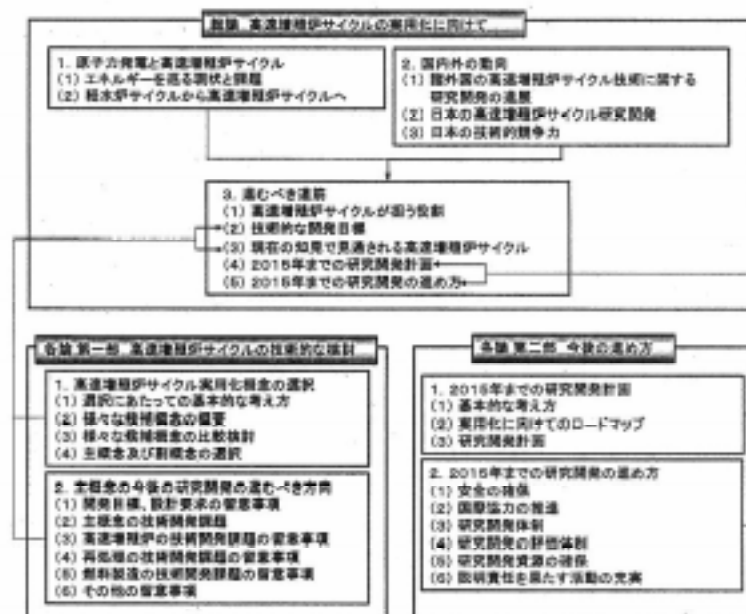 総論 高速増殖炉サイクルの実用化に向けて
1. 原子力発電と高速増殖炉サイクル
(1) エネルギーを巡る現状と課題
(2) 軽水炉サイクルから高速増殖炉サイクルへ
2. 国内外の動向
(1) 諸外国の高速増殖炉サイクル技術に関する
研究開発の進展
(2) 日本の高速増殖炉サイクル研究開発
(3) 日本の技術的競争力
3. 進むべき道筋
(1) 高速増殖炉サイクルが担う役割
(2) 技術的な開発目標
(3) 現在の知見で見通される高速増殖炉サイクル
(4) 2015年までの研究開発計画
(5) 2015年までの研究開発の進め方
各論 第一部 高速増殖炉サイクルの技術的な検討
1. 高速増殖炉サイクル実用化概念の選択
(1) 選択にあたっての基本的な考え方
(2) 様々な候補概念の概要
(3) 様々な候補概念の比較検討
(4) 主概念及び副概念の選択
2. 主概念の今後の研究開発の進むべき方向
(1) 開発目標、設計要求の留意事項
(2) 主概念の技術開発課題
(3) 高速増殖炉の技術開発課題の留意事項
(4) 再処理の技術開発課題の留意事項
(5) 燃料製造の技術開発課題の留意事項
(6) その他の留意事項
各論 第二部 今後の進め方
1. 2015年までの研究開発計画
(1) 基本的な考え方
(2) 実用化に向けてのロードマップ
(3) 研究開発計画
2. 2015年までの研究開発の進め方
(1) 安全の確保
(2) 国際協力の推進
(3) 研究開発体制
(4) 研究開発の評価体制
(5) 研究開発資源の確保
(6) 説明責任を果たす活動の充実